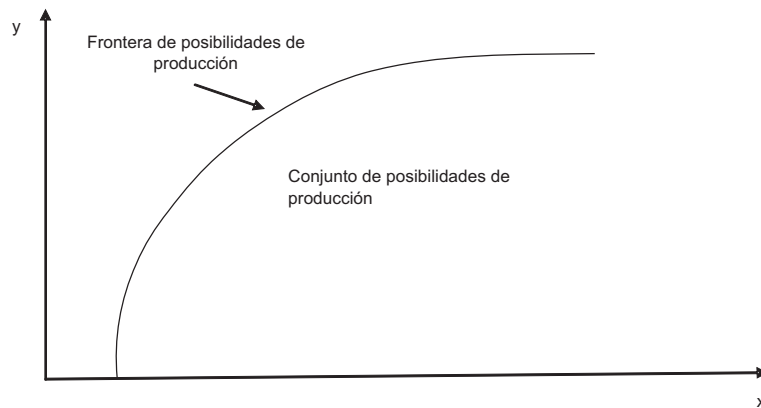 y
Frontera de posibilidades de
producción
Conjunto de posibilidades de
producción
x